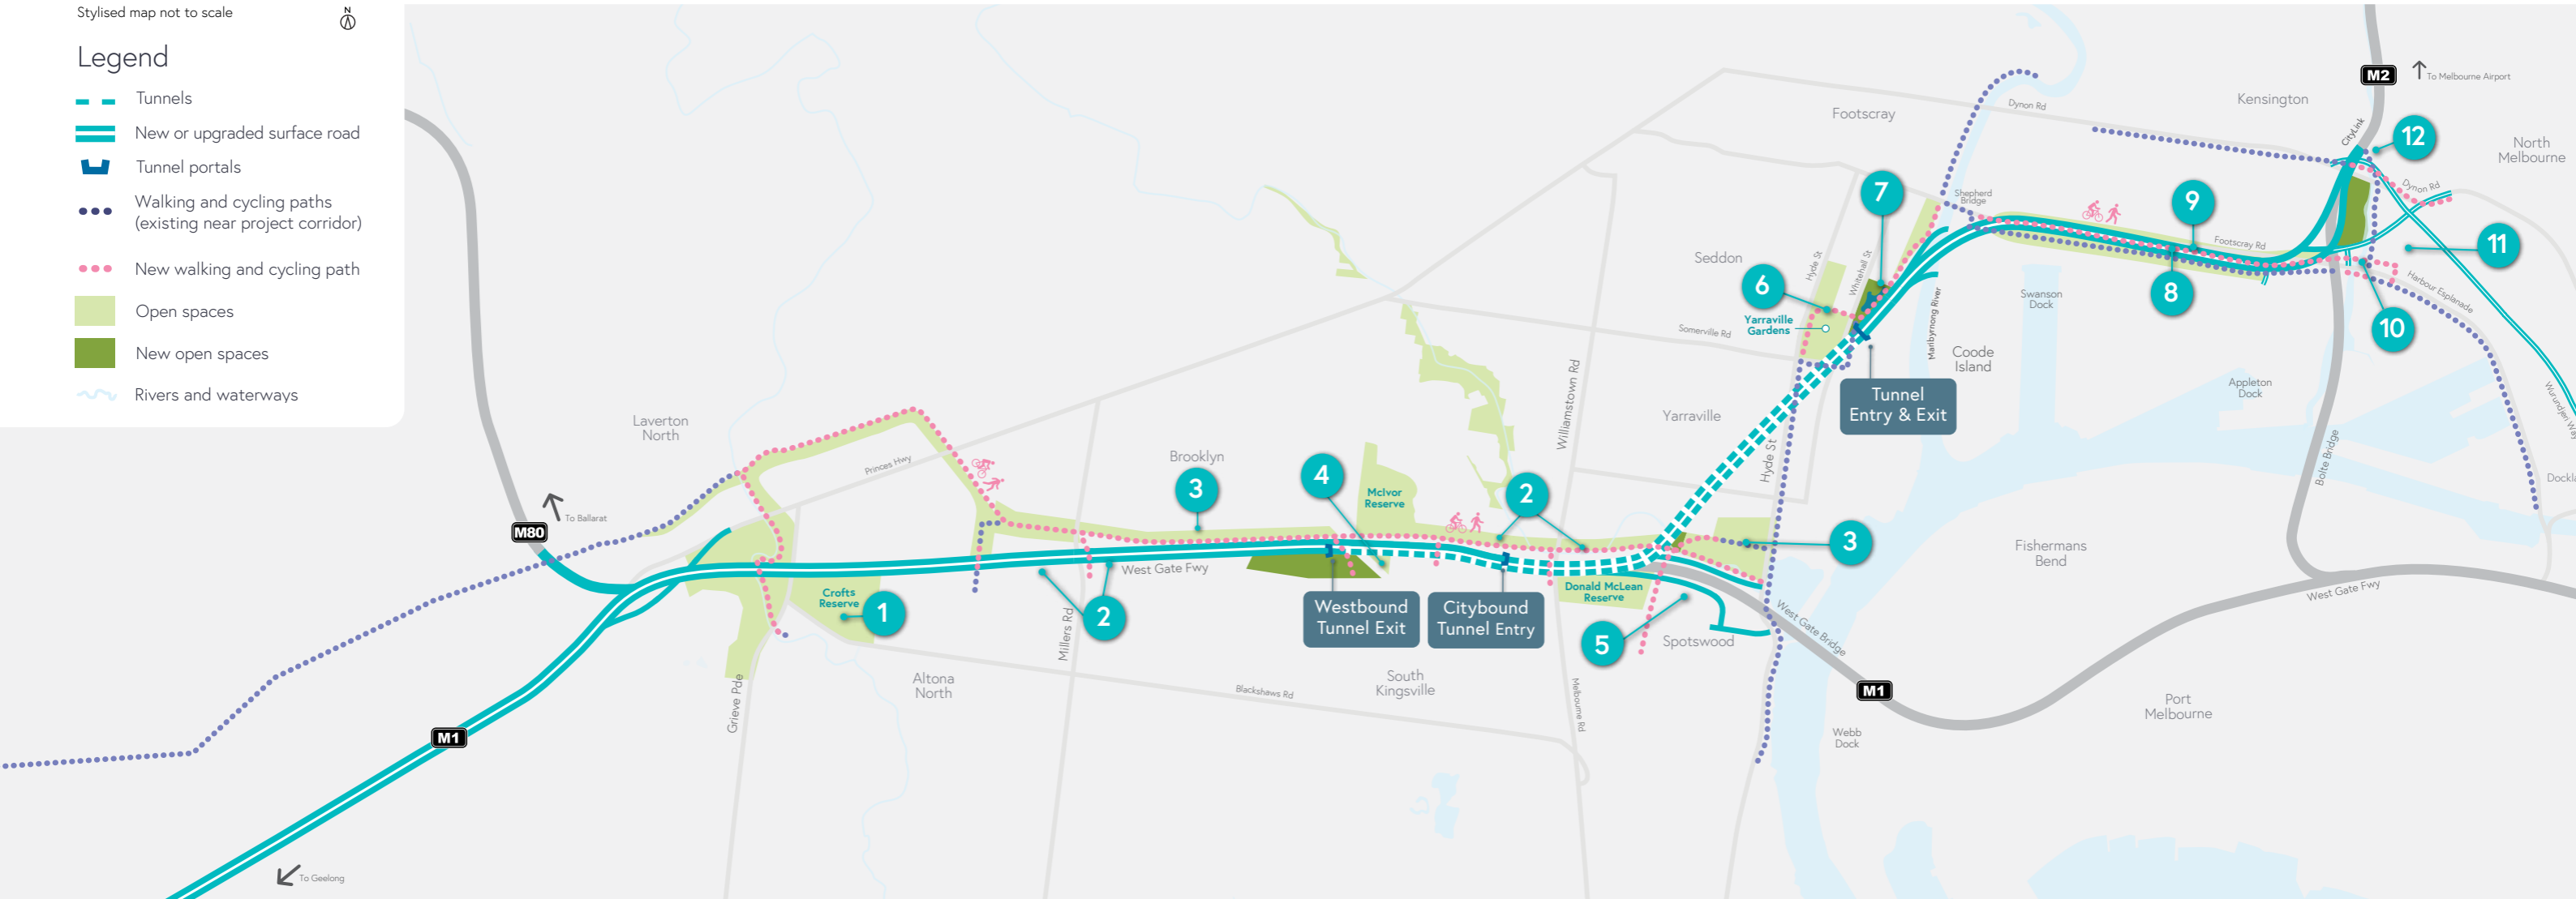 Stylised map not to scale
N
Legend
Tunnels
New or upgraded surface road
Tunnel portals
Walking and cycling paths
(existing near project corridor)
New walking and cycling path
Open spaces
New open spaces
Rivers and waterways
M2
To Melbourne Airport
Kensington
CityLink
12
North
Melbourne
Footscray
Dynon Rd
Dynon Rd
7
Shepherd
Bridge
9
Footscray Rd
11
Seddon
Hyde St
Whitehall St
6
Yarraville
Gardens
8
10
Harbour Esplanade
Swanson
Dock
Maribyrnong River
Somerville Rd
Coode
Island
Appleton
Dock
Wurundjeri Way
Tunnel
Entry & Exit
Williamstown Rd
Yarraville
Hyde St
Bolte Bridge
Laverton
North
Princes Hwy
Brooklyn
3
4
McIvor
Reserve
2
M80
To Ballarat
West Gate Fwy
3
Fishermans
Bend
Crofts
Reserve
1
2
Millers Rd
Westbound
Tunnel Exit
Citybound
Tunnel Entry
Donald McLean
Reserve
5
Spotswood
West Gate Bridge
West Gate Fwy
M1
Altona
North
Grieve Pde
Blackshaws Rd
South
Kingsville
Melbourne Rd
Port
Melbourne
Webb
Dock
M1
To Geelong